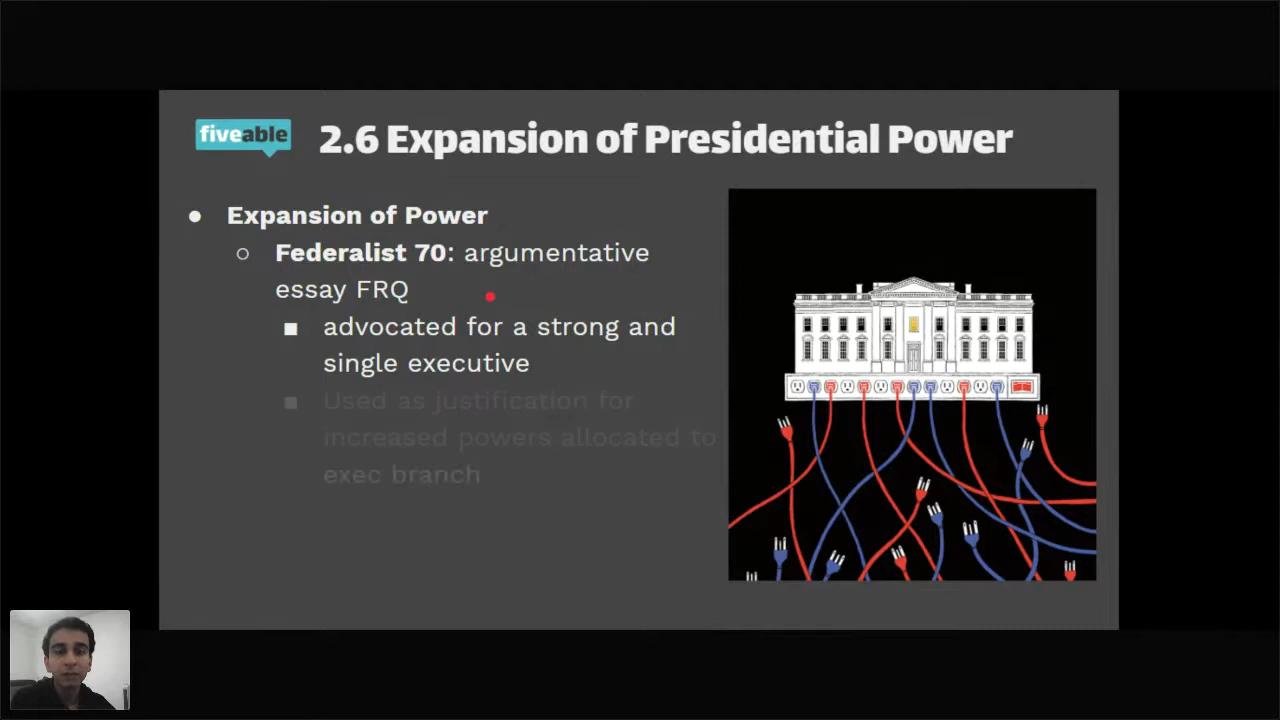 fiveable
2.6 Expansion of Presidential Power
● Expansion of Power
○ Federalist 70: argumentative
essay FRQ
■ advocated for a strong and
single executive
■ Used as justification for
increased powers allocated to
exec branch